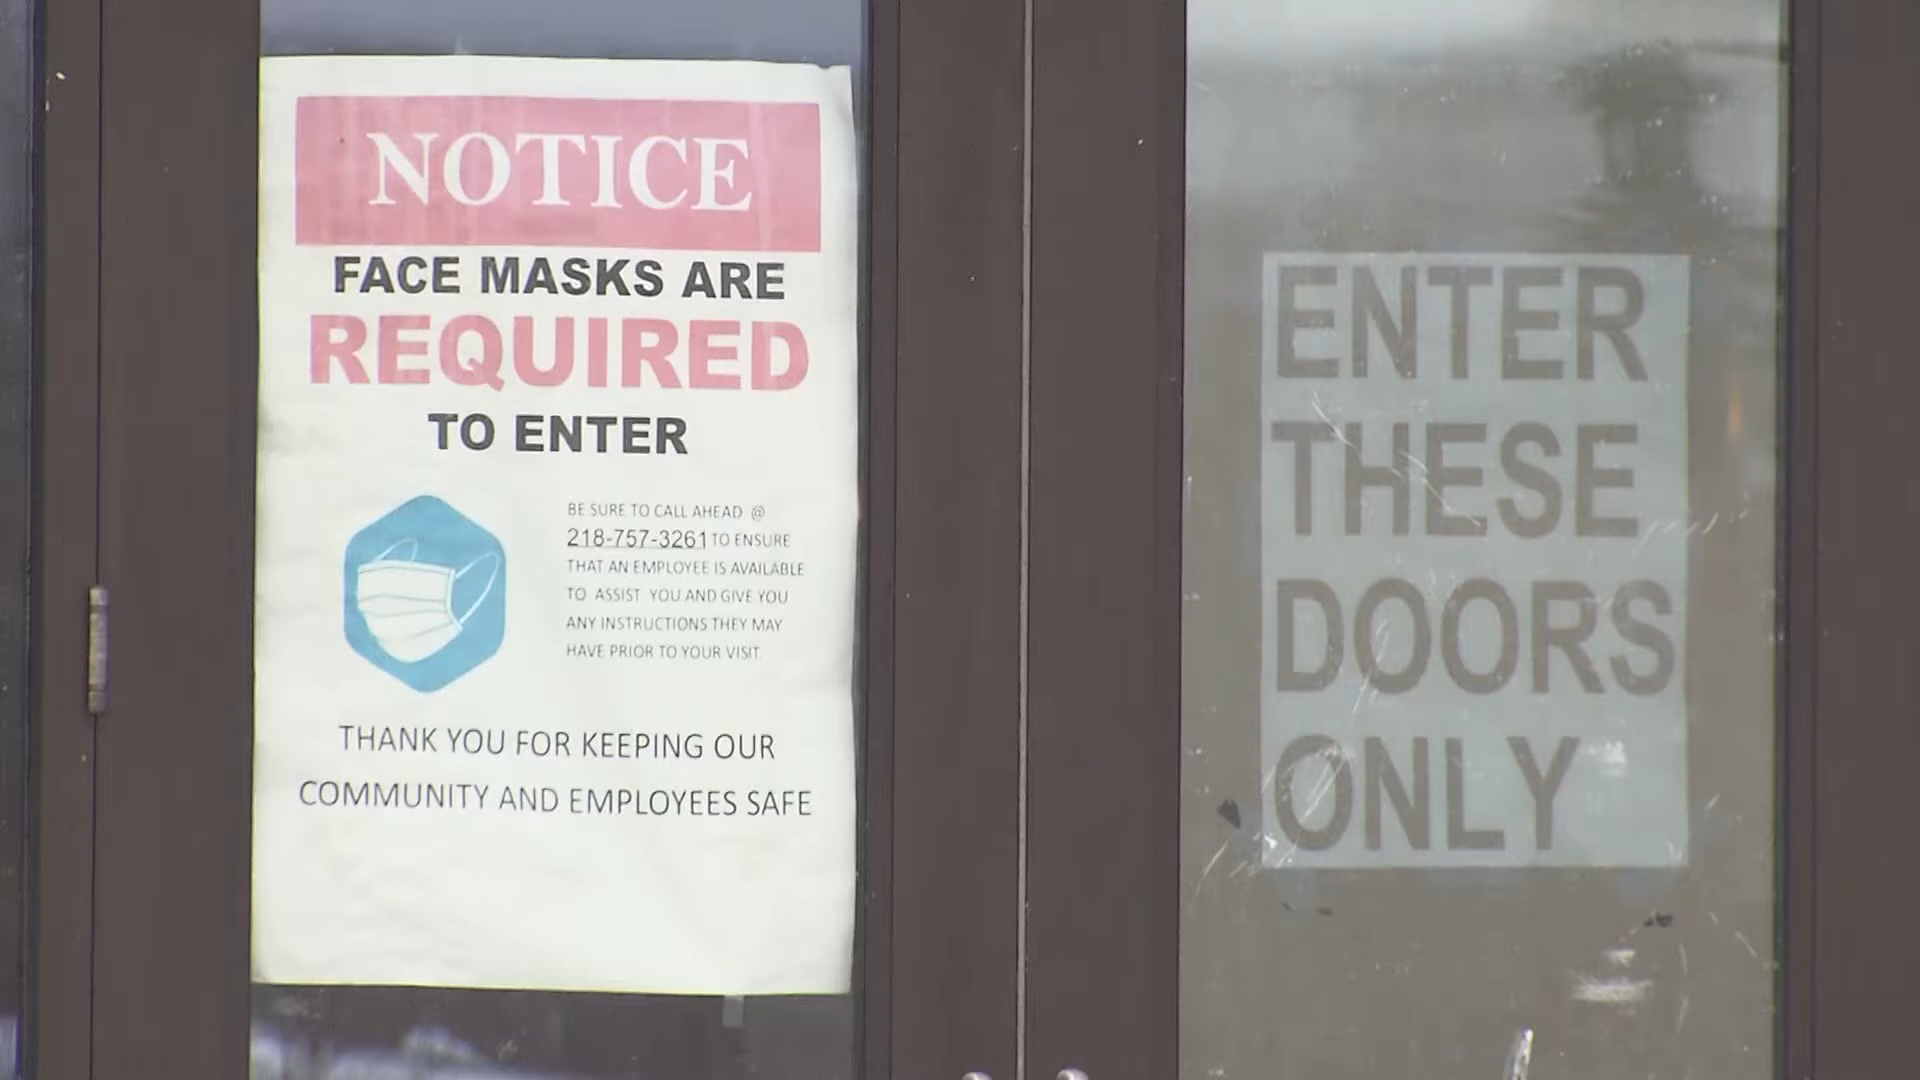 NOTICE
FACE MASKS ARE
REQUIRED
TO ENTER
BE SURE TO CALL AHEAD @
218-757-3261 TO ENSURE
THAT AN EMPLOYEE IS AVAILABLE
TO ASSIST YOU AND GIVE YOU
ANY INSTRUCTIONS THEY MAY
HAVE PRIOR TO YOUR VISIT.
THANK YOU FOR KEEPING OUR
COMMUNITY AND EMPLOYEES SAFE
ENTER
THESE
DOORS
ONLY